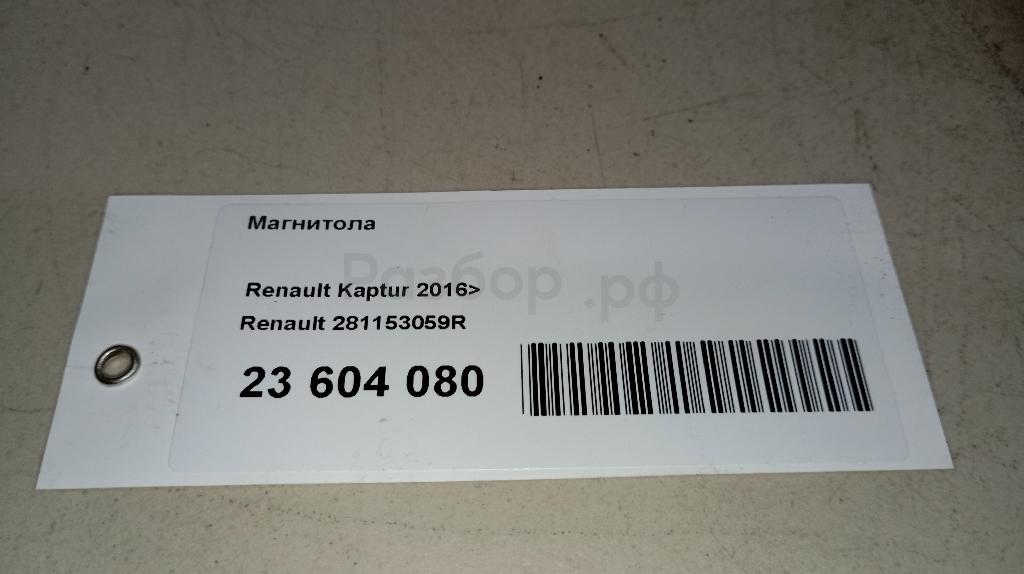 Магнитола
Разбор.рф
Renault Kaptur 2016>
Renault 281153059R
23 604 080